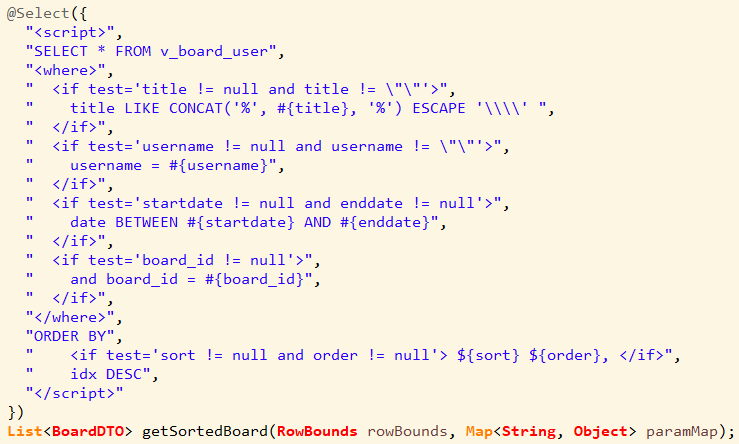 @Select({
  "<script>",
  "SELECT * FROM v_board_user",
  "<where>",
  "  <if test='title != null and title != \"\"'>",
  "    title LIKE CONCAT('%', #{title}, '%') ESCAPE '\\\\' ",
  "  </if>",
  "  <if test='username != null and username != \"\"'>",
  "    username = #{username}",
  "  </if>",
  "  <if test='startdate != null and enddate != null'>",
  "    date BETWEEN #{startdate} AND #{enddate}",
  "  </if>",
  "  <if test='board_id != null'>",
  "    and board_id = #{board_id}",
  "  </if>",
  "</where>",
  "ORDER BY",
  "    <if test='sort != null and order != null'> ${sort} ${order}, </if>",
  "    idx DESC",
  "</script>"
})
List<BoardDTO> getSortedBoard(RowBounds rowBounds, Map<String, Object> paramMap);